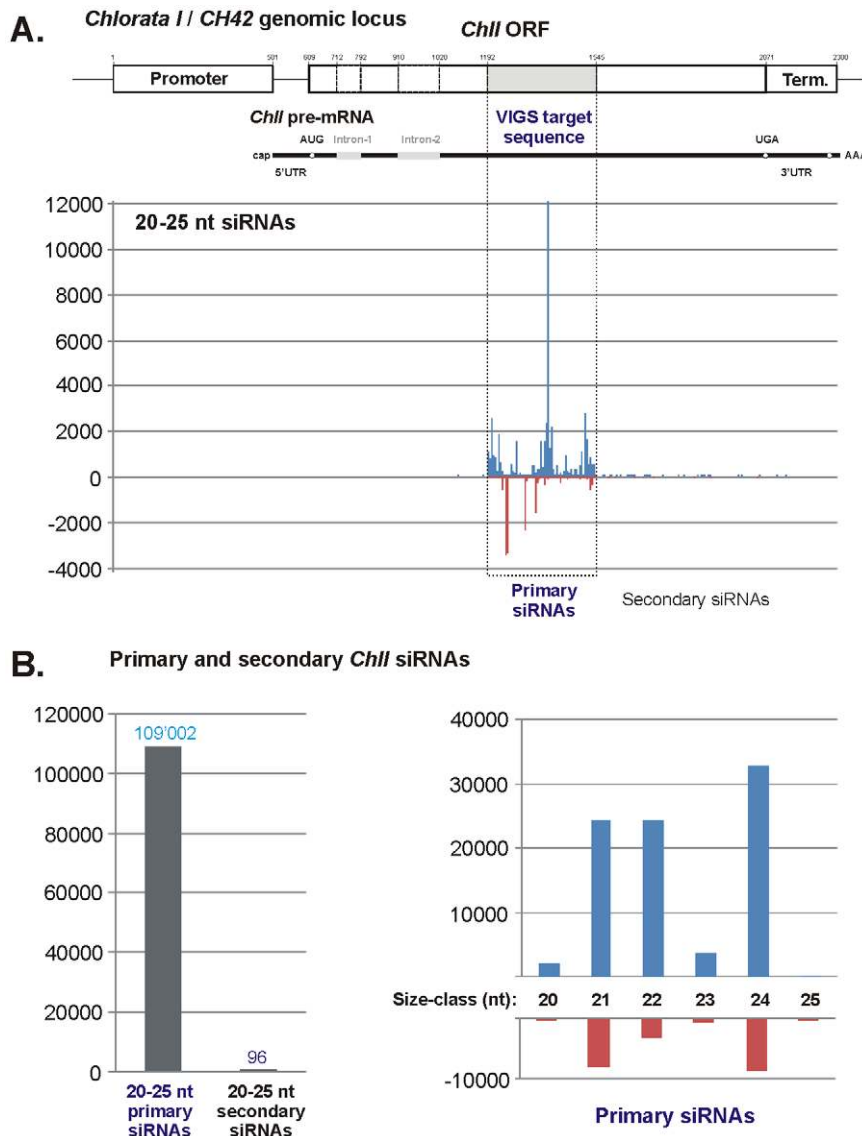 A.
Chlorata I / CH42 genomic locus
ChlI ORF
1 501 609 712 792 910 1020 1192 1545 2071 2300
Promoter
Term.
ChlI pre-mRNA
VIGS target
sequence
AUG Intron-1 Intron-2 UGA
cap AAA
5'UTR 3'UTR
20-25 nt siRNAs
12000
10000
8000
6000
4000
2000
0
-2000
-4000
Primary
siRNAs
Secondary siRNAs
B.
Primary and secondary ChlI siRNAs
120000
100000
80000
60000
40000
20000
0
109'002
96
20-25 nt
primary
siRNAs
20-25 nt
secondary
siRNAs
40000
30000
20000
10000
Size-class (nt): 20 21 22 23 24 25
-10000
Primary siRNAs